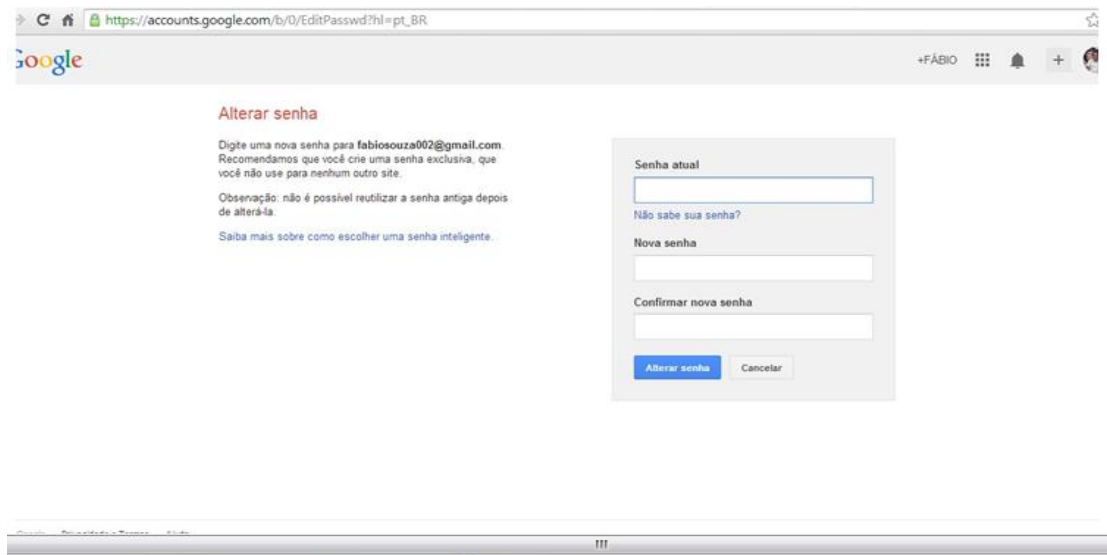 https://accounts.google.com/b/0/EditPasswd?hl=pt_BR
Google
+FÁBIO
Alterar senha
Digite uma nova senha para fabiosouza002@gmail.com.
Recomendamos que você crie uma senha exclusiva, que
você não use para nenhum outro site.
Observação: não é possível reutilizar a senha antiga depois
de alterá-la.
Saiba mais sobre como escolher uma senha inteligente.
Senha atual
Não sabe sua senha?
Nova senha
Confirmar nova senha
Alterar senha
Cancelar